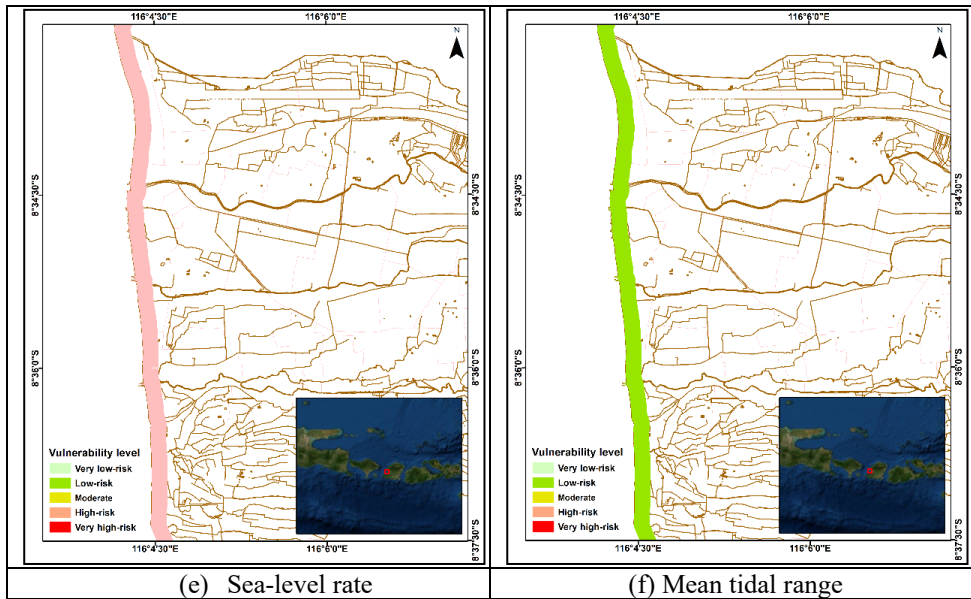 116°4'30"E 116°6'0"E
N
8°34'30"S
8°34'30"S
8°36'0"S
8°36'0"S
8°37'30"S
Vulnerability level
Very low-risk
Low-risk
Moderate
High-risk
Very high-risk
116°4'30"E 116°6'0"E
(e) Sea-level rate
116°4'30"E 116°6'0"E
N
8°34'30"S
8°34'30"S
8°36'0"S
8°36'0"S
8°37'30"S
Vulnerability level
Very low-risk
Low-risk
Moderate
High-risk
Very high-risk
116°4'30"E 116°6'0"E
(f) Mean tidal range